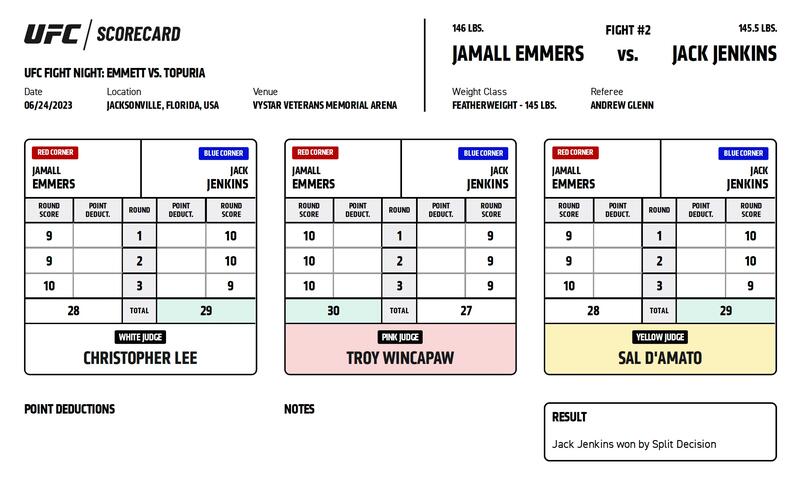 UFC / SCORECARD
UFC FIGHT NIGHT: EMMETT VS. TOPURIA
Date Location Venue
06/24/2023 JACKSONVILLE, FLORIDA, USA VYSTAR VETERANS MEMORIAL ARENA
146 LBS. FIGHT #2 145.5 LBS.
JAMALL EMMERS vs. JACK JENKINS
Weight Class Referee
FEATHERWEIGHT - 145 LBS. ANDREW GLENN
RED CORNER BLUE CORNER
JAMALL JACK
EMMERS JENKINS
ROUND POINT ROUND POINT ROUND
SCORE DEDUCT. DEDUCT. SCORE
9 1 10
9 2 10
10 3 9
28 TOTAL 29
WHITE JUDGE
CHRISTOPHER LEE
RED CORNER BLUE CORNER
JAMALL JACK
EMMERS JENKINS
ROUND POINT ROUND POINT ROUND
SCORE DEDUCT. DEDUCT. SCORE
10 1 9
10 2 9
10 3 9
30 TOTAL 27
PINK JUDGE
TROY WINCAPAW
RED CORNER BLUE CORNER
JAMALL JACK
EMMERS JENKINS
ROUND POINT ROUND POINT ROUND
SCORE DEDUCT. DEDUCT. SCORE
9 1 10
9 2 10
10 3 9
28 TOTAL 29
YELLOW JUDGE
SAL D'AMATO
POINT DEDUCTIONS
NOTES
RESULT
Jack Jenkins won by Split Decision